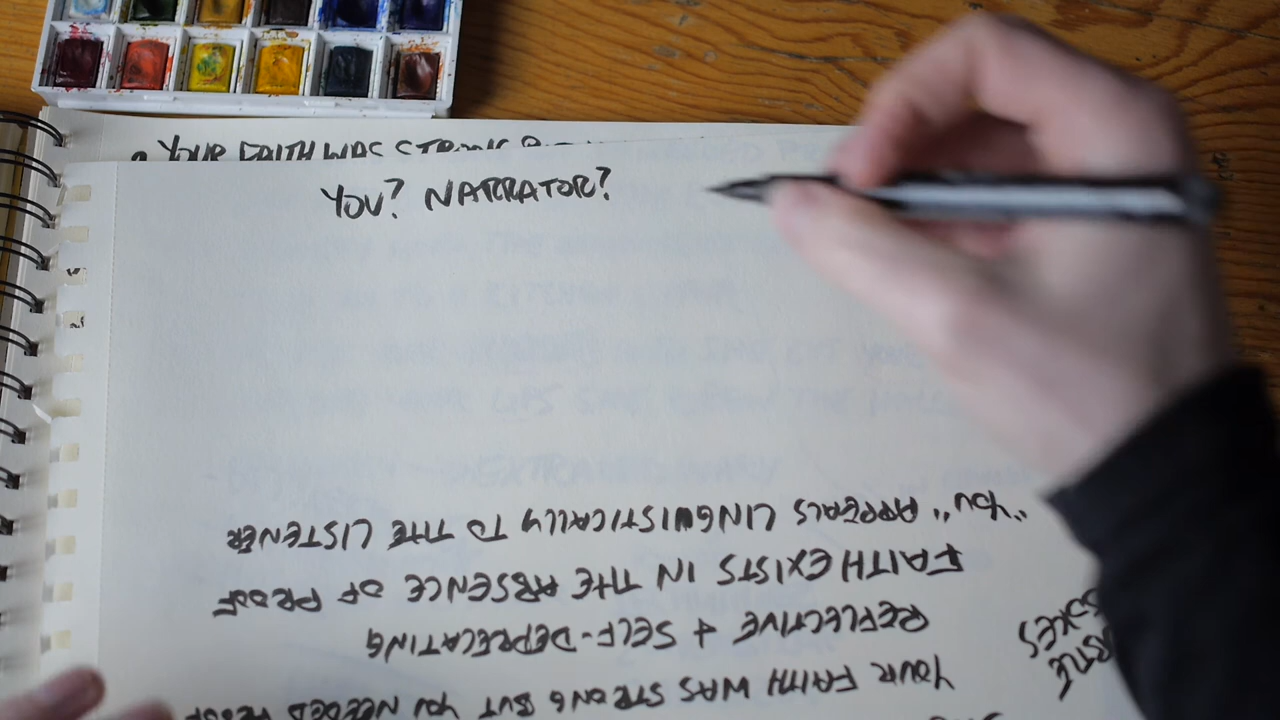 YOUR FAITH WAS STRONG
YOU? NARRATOR?
YOUR FAITH WAS STRONG BUT YOU NEEDED PROOF
REFLECTIVE + SELF-DEPRECATING
FAITH EXISTS IN THE ABSENCE OF PROOF
"YOU" APPEALS LINGUISTICALLY TO THE LISTENER